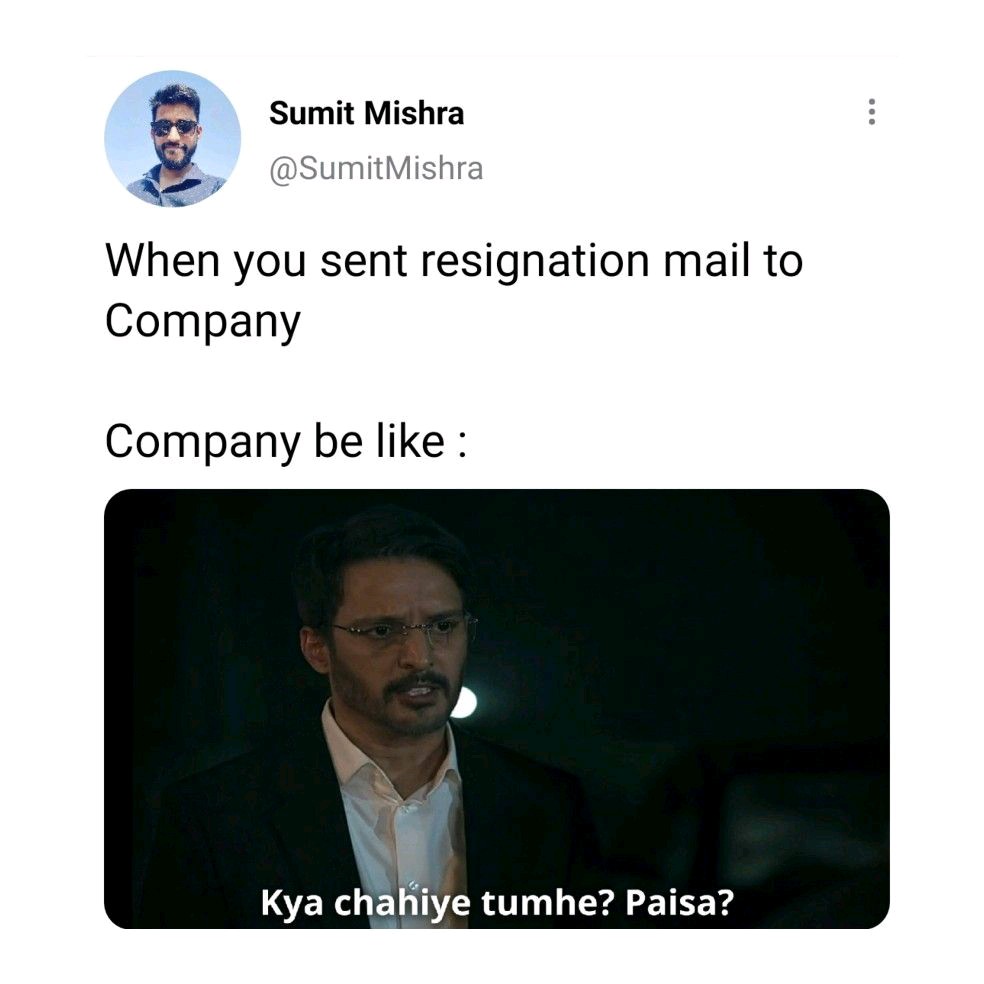 Sumit Mishra
@SumitMishra
When you sent resignation mail to
Company
Company be like :
Kya chahiye tumhe? Paisa?